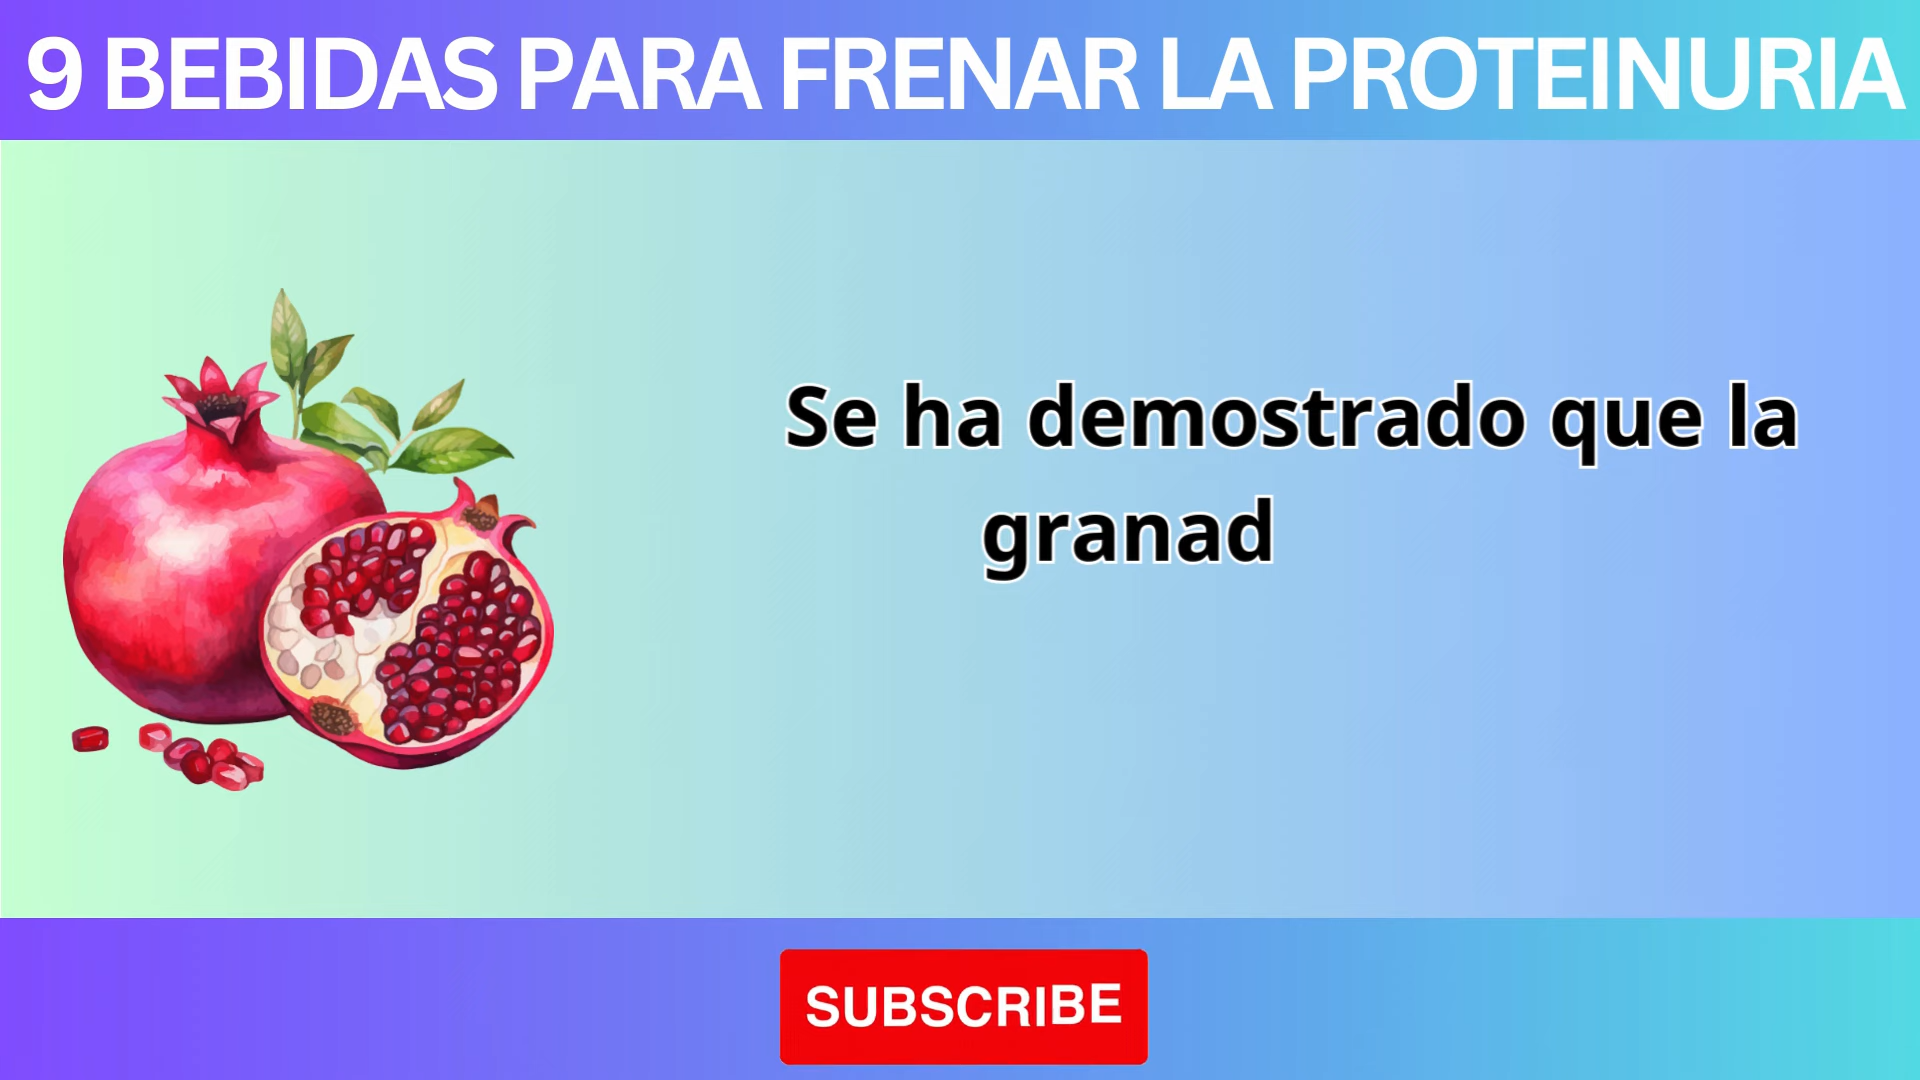 9 BEBIDAS PARA FRENAR LA PROTEINURIA
Se ha demostrado que la
granad
SUBSCRIBE